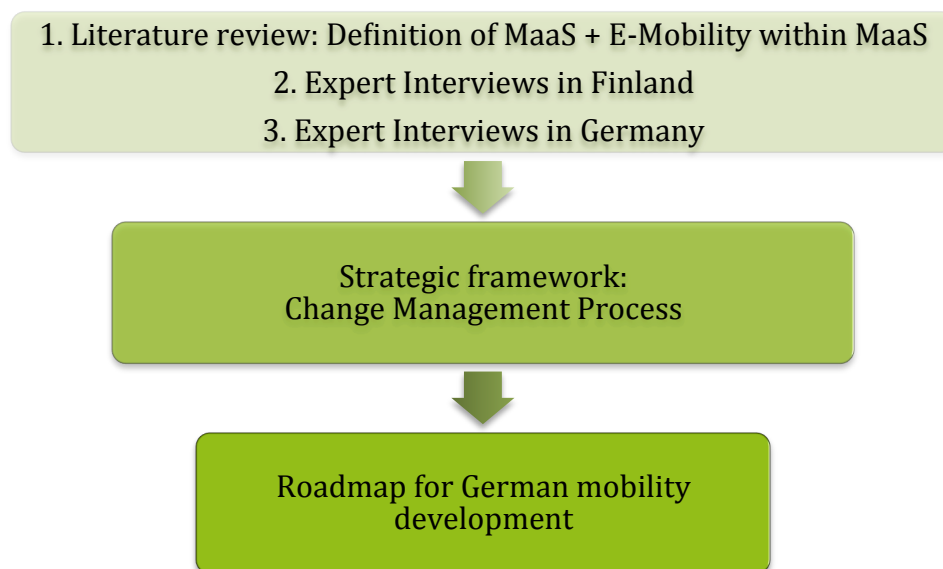 1. Literature review: Definition of MaaS + E-Mobility within MaaS
2. Expert Interviews in Finland
3. Expert Interviews in Germany
Strategic framework:
Change Management Process
Roadmap for German mobility
development